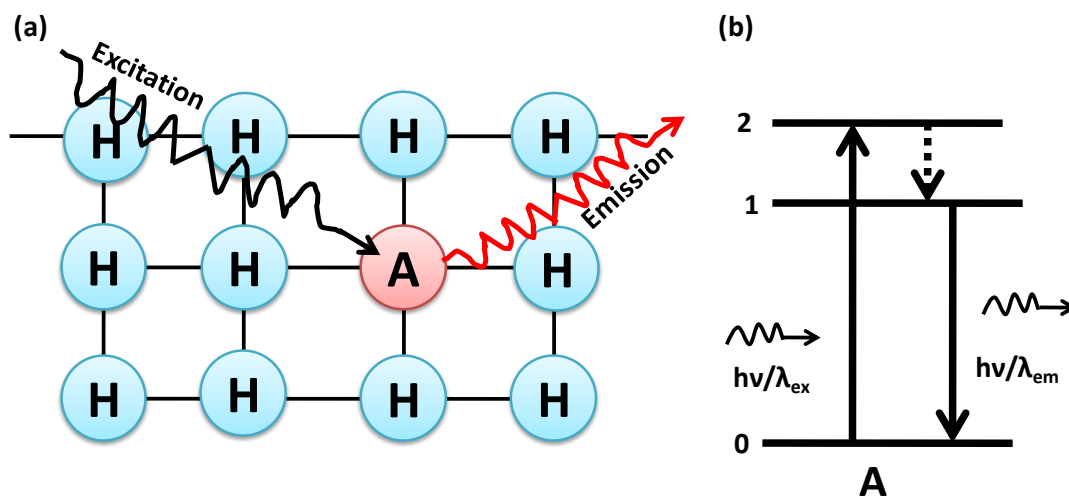 (a)
Excitation
H H H H
Emission
H H A H
H H H H
(b)
2
1
hν/λex
hν/λem
0
A